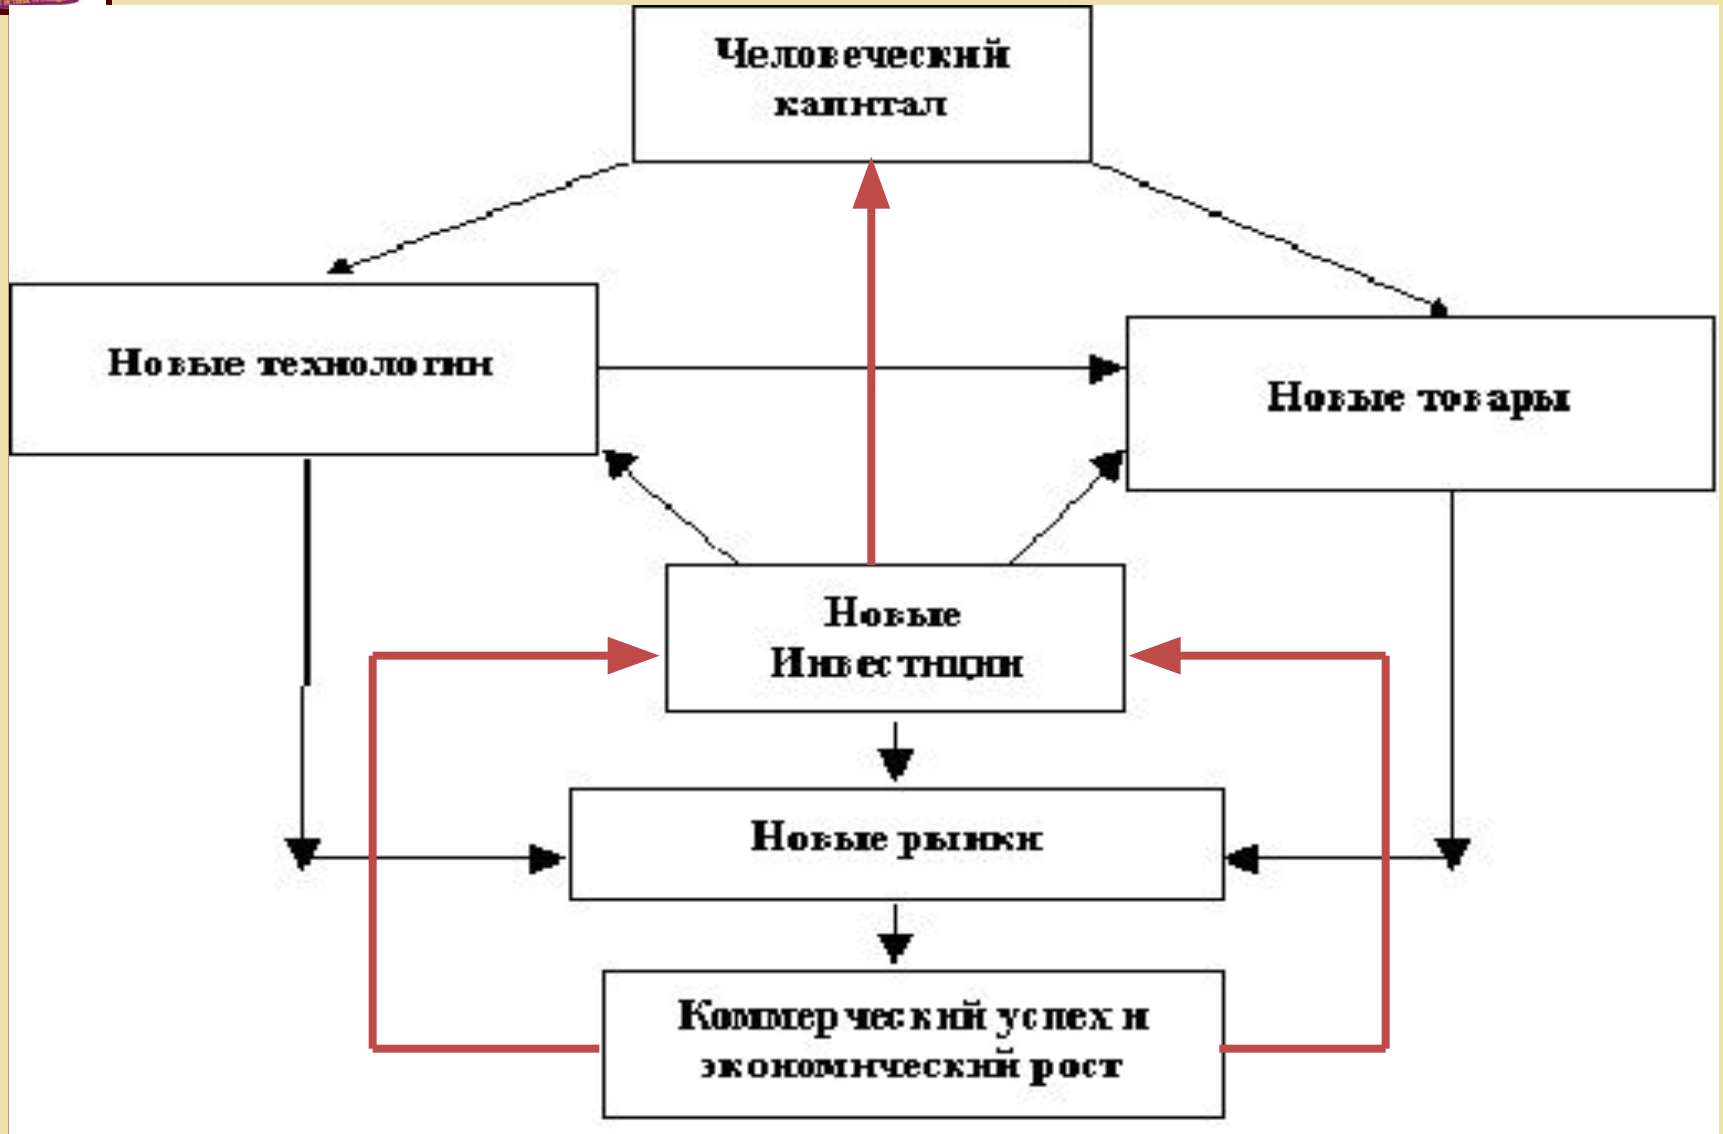 Человеческий
капитал
Новые технологии
Новые товары
Новые
Инвестиции
Новые рынки
Коммерческий успех и
экономический рост